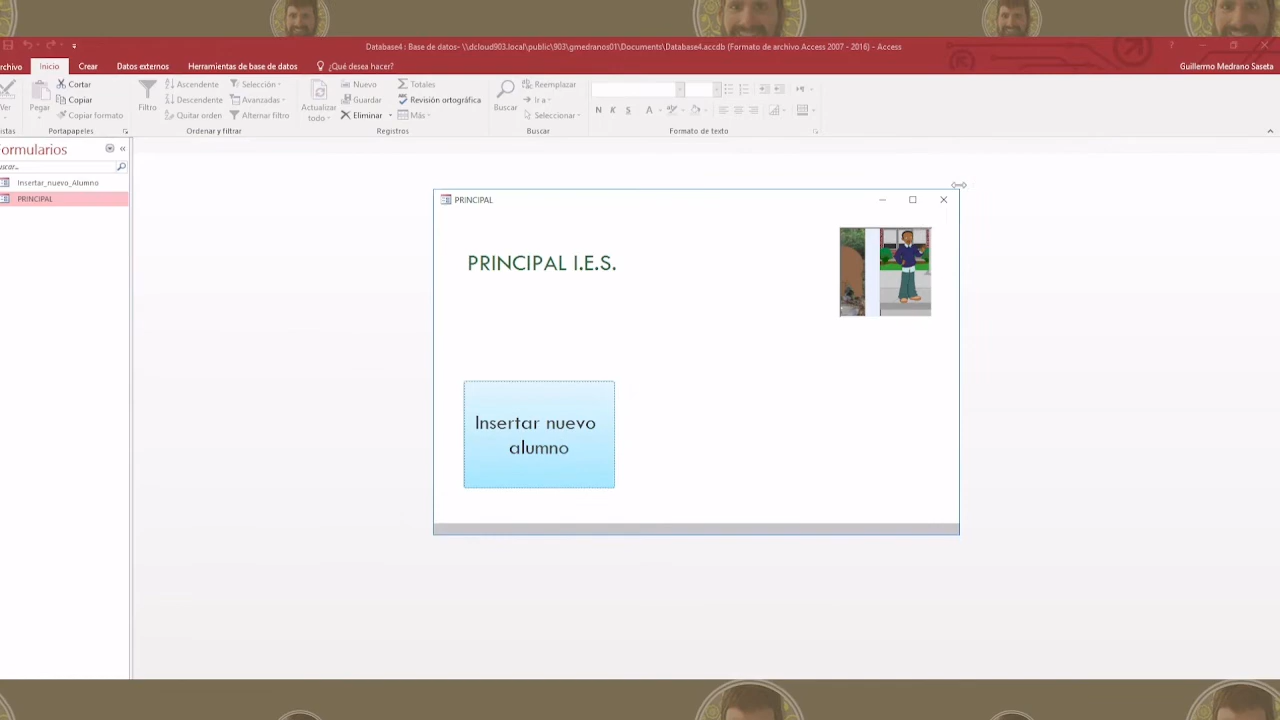 Database4 : Base de datos- \\dcloud903.local\public\903\gmedranos01\Documents\Database4.accdb (Formato de archivo Access 2007 - 2016) - Access
rchivo Inicio Crear Datos externos Herramientas de base de datos ¿Qué desea hacer? Guillermo Medrano Saseta
Ver
Pegar
Cortar
Copiar
Copiar formato
Filtro
Ascendente
Descendente
Quitar orden
Selección
Avanzadas
Alternar filtro
Actualizar
todo
Nuevo
Guardar
Eliminar
Totales
Revisión ortográfica
Más
Buscar
Reemplazar
Ir a
Seleccionar
N K S A
istas Portapapeles Ordenar y filtrar Registros Buscar Formato de texto
ormularios
uscar...
Insertar_nuevo_Alumno
PRINCIPAL
PRINCIPAL
PRINCIPAL I.E.S.
Insertar nuevo
alumno